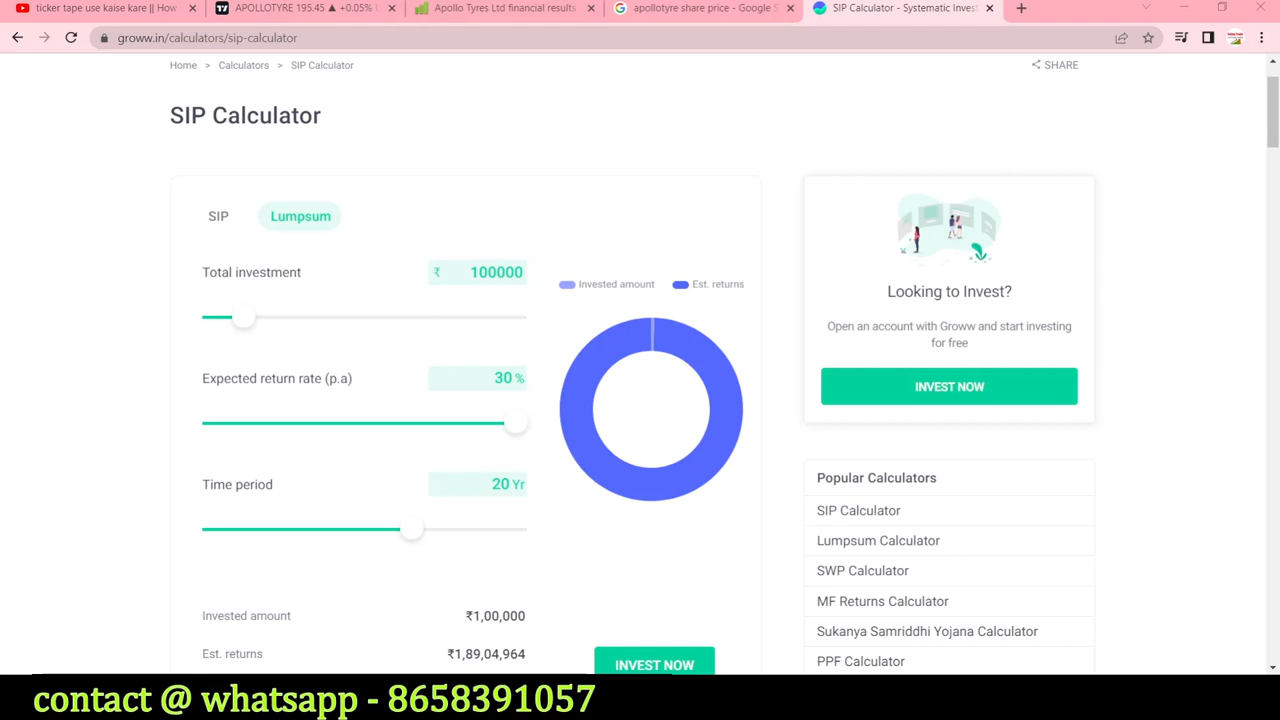 ticker tape use kaise kare || How
APOLLOTYRE 195.45 ▲ +0.05%
Apollo Tyres Ltd financial results
apollotyre share price - Google S
SIP Calculator - Systematic Invest
groww.in/calculators/sip-calculator
Home > Calculators > SIP Calculator
SHARE
SIP Calculator
SIP
Lumpsum
Total investment
₹ 100000
Expected return rate (p.a)
30 %
Time period
20 Yr
Invested amount
Est. returns
Invested amount
₹1,00,000
Est. returns
₹1,89,04,964
INVEST NOW
Looking to Invest?
Open an account with Groww and start investing
for free
INVEST NOW
Popular Calculators
SIP Calculator
Lumpsum Calculator
SWP Calculator
MF Returns Calculator
Sukanya Samriddhi Yojana Calculator
PPF Calculator
contact @ whatsapp - 8658391057